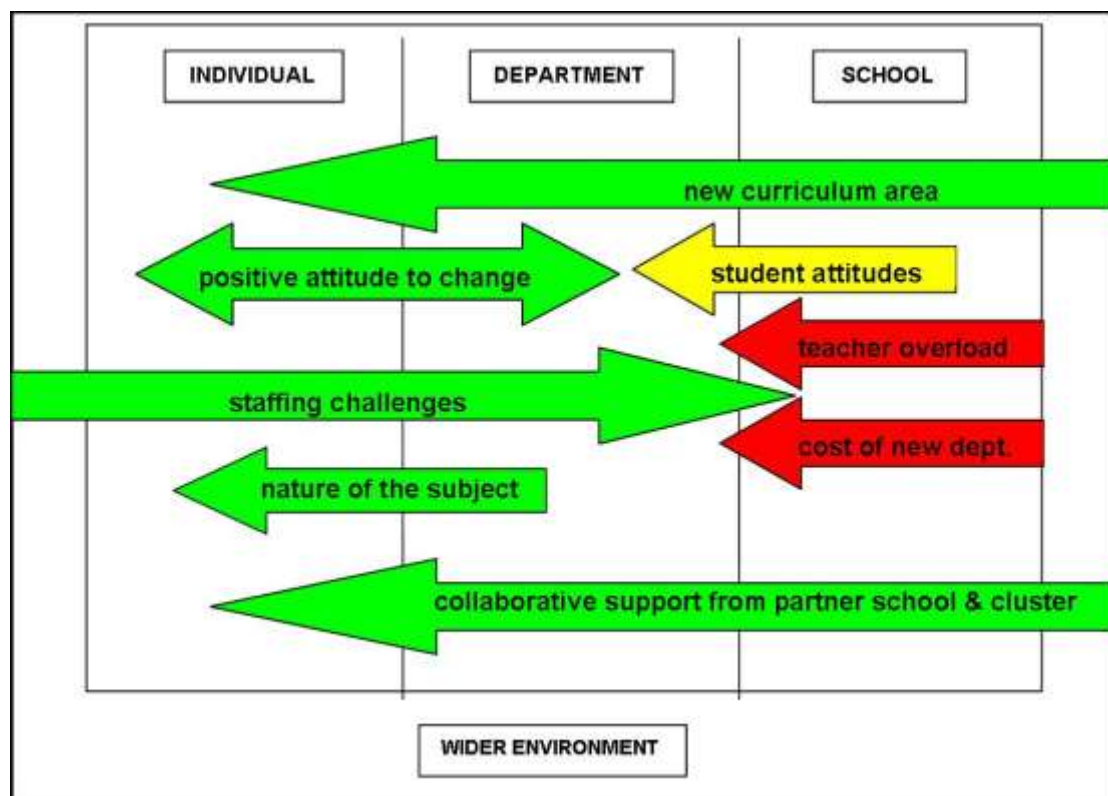 INDIVIDUAL
DEPARTMENT
SCHOOL
new curriculum area
positive attitude to change
student attitudes
teacher overload
staffing challenges
cost of new dept.
nature of the subject
collaborative support from partner school & cluster
WIDER ENVIRONMENT